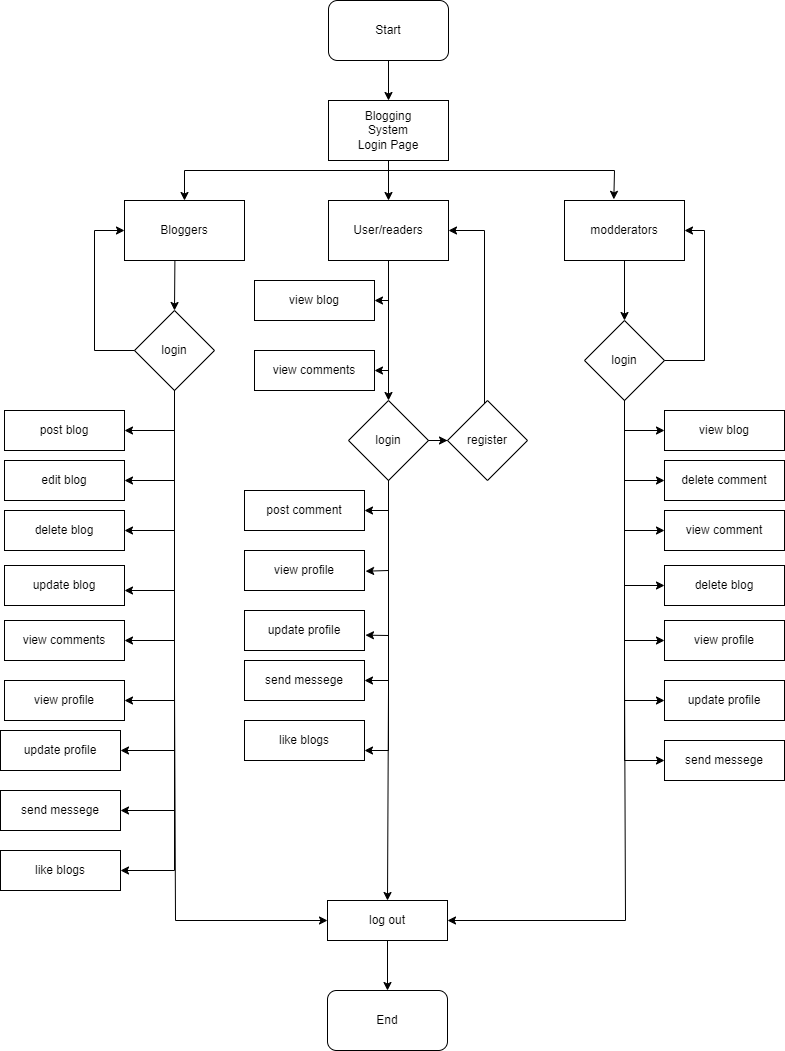 Start
Blogging
System
Login Page
Bloggers
User/readers
modderators
view blog
view comments
login
login
login
register
post blog
edit blog
delete blog
update blog
view comments
view profile
update profile
send messege
like blogs
post comment
view profile
update profile
send messege
like blogs
view blog
delete comment
view comment
delete blog
view profile
update profile
send messege
log out
End